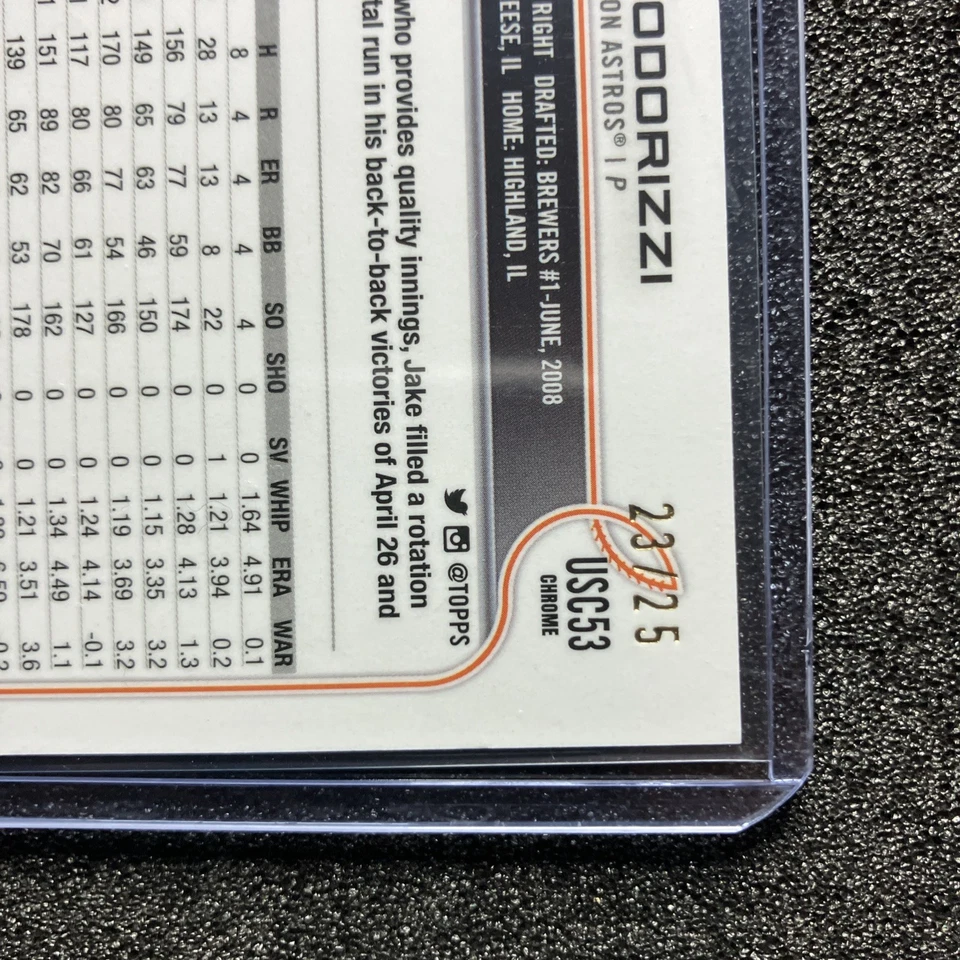 ODORIZZI
23/25
ON ASTROS® | P
USC53
CHROME
RIGHT DRAFTED: BREWERS #1-JUNE, 2008
EESE, IL HOME: HIGHLAND, IL
@TOPPS
who provides quality innings, Jake filled a rotation
tal run in his back-to-back victories of April 26 and
H R ER BB SO SHO SV WHIP ERA WAR
8 4 4 4 4 0 0 1.64 4.91 0.1
28 13 13 8 22 0 1 1.21 3.94 0.2
156 79 77 59 174 0 0 1.28 4.13 1.3
149 65 63 46 150 0 0 1.15 3.35 3.2
170 80 77 54 166 0 0 1.19 3.69 3.2
117 80 66 61 127 0 0 1.24 4.14 -0.1
151 89 82 70 162 0 0 1.34 4.49 1.1
139 65 62 53 178 0 0 1.21 3.51 3.6